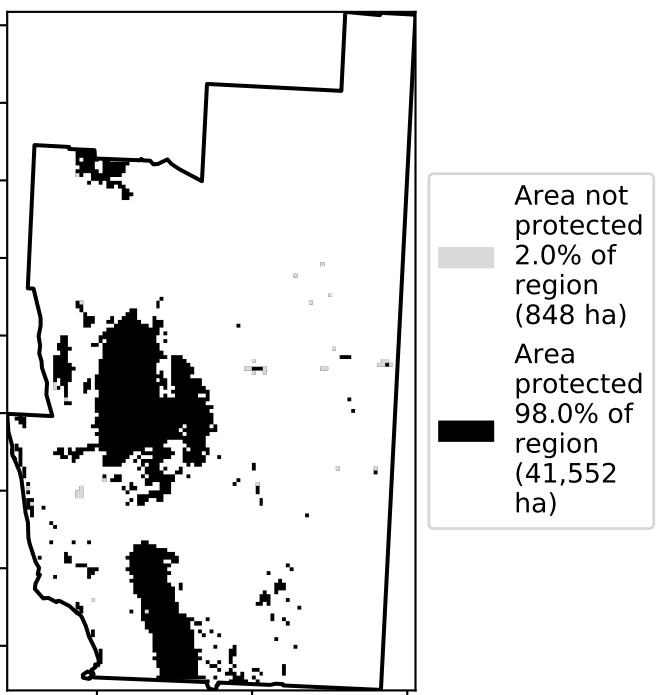 Area not
protected
2.0% of
region
(848 ha)
Area
protected
98.0% of
region
(41,552
ha)